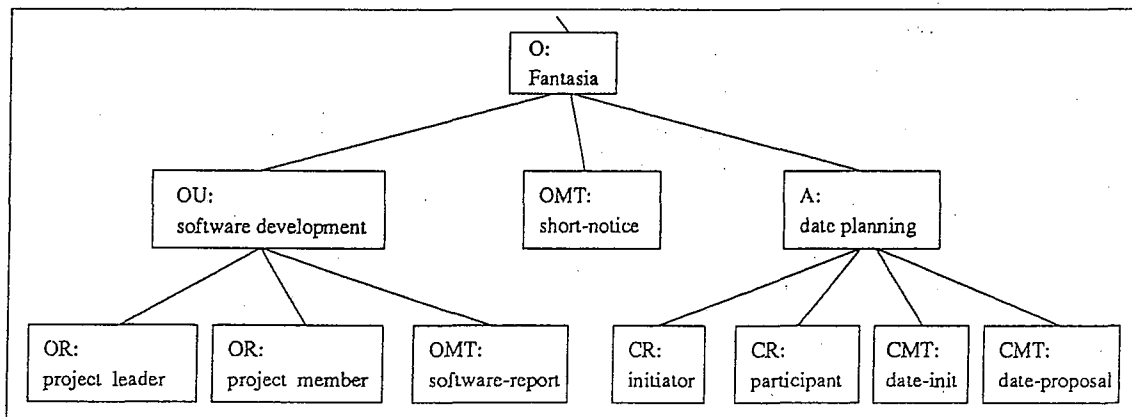 O:
Fantasia
OU:
software development
OMT:
short-notice
A:
date planning
OR:
project leader
OR:
project member
OMT:
software-report
CR:
initiator
CR:
participant
CMT:
date-init
CMT:
date-proposal